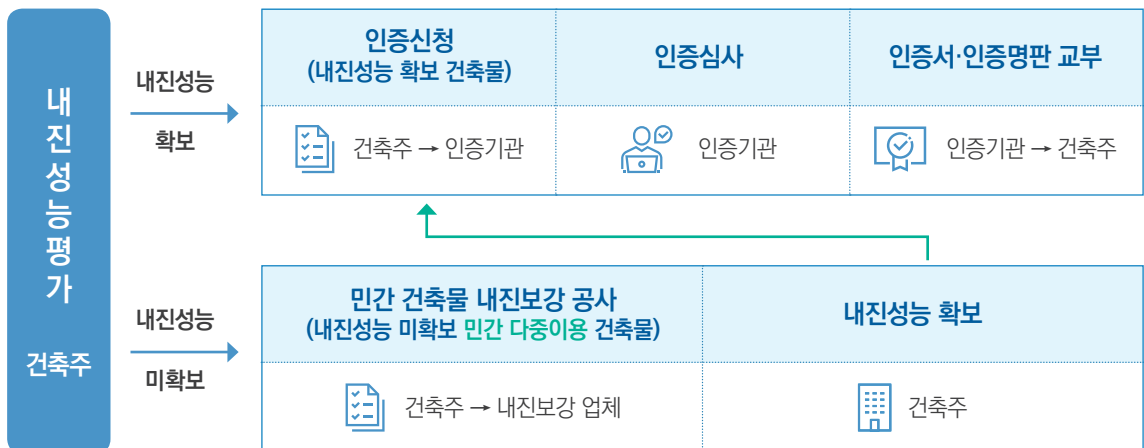 내진성능평가
건축주
내진성능
확보
인증신청
(내진성능 확보 건축물)
인증심사
인증서·인증명판 교부
건축주 → 인증기관
인증기관
인증기관 → 건축주
내진성능
미확보
민간 건축물 내진보강 공사
(내진성능 미확보 민간 다중이용 건축물)
내진성능 확보
건축주 → 내진보강 업체
건축주